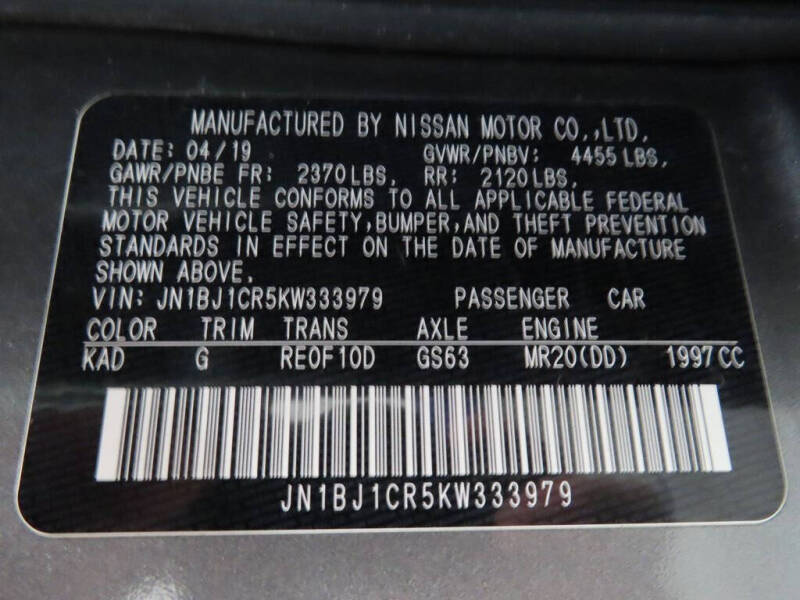 MANUFACTURED BY NISSAN MOTOR CO.,LTD.
DATE: 04/19 GVWR/PNBV: 4455 LBS.
GAWR/PNBE FR: 2370 LBS. RR: 2120 LBS.
THIS VEHICLE CONFORMS TO ALL APPLICABLE FEDERAL
MOTOR VEHICLE SAFETY,BUMPER,AND THEFT PREVENTION
STANDARDS IN EFFECT ON THE DATE OF MANUFACTURE
SHOWN ABOVE.
VIN: JN1BJ1CR5KW333979 PASSENGER CAR
COLOR TRIM TRANS AXLE ENGINE
KAD G RE0F10D GS63 MR20(DD) 1997 CC
JN1BJ1CR5KW333979